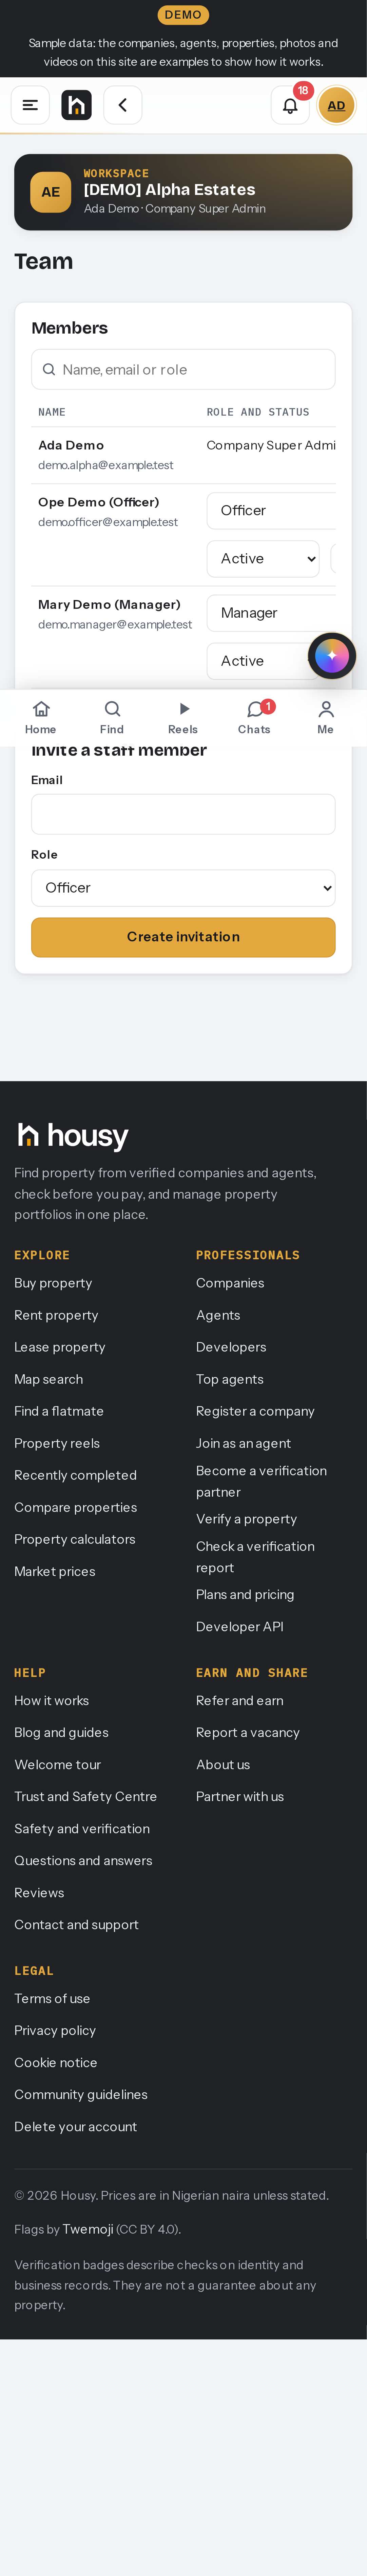 DEMO
Sample data: the companies, agents, properties, photos and
videos on this site are examples to show how it works.
18
AD
AE
WORKSPACE
[DEMO] Alpha Estates
Ada Demo · Company Super Admin
Team
Members
Name, email or role
NAME
ROLE AND STATUS
Ada Demo
demo.alpha@example.test
Company Super Admi
Ope Demo (Officer)
demo.officer@example.test
Officer
Active
Mary Demo (Manager)
demo.manager@example.test
Manager
Active
Home
Find
Reels
1
Chats
Me
Invite a staff member
Email
Role
Officer
Create invitation
housy
Find property from verified companies and agents,
check before you pay, and manage property
portfolios in one place.
EXPLORE
Buy property
Rent property
Lease property
Map search
Find a flatmate
Property reels
Recently completed
Compare properties
Property calculators
Market prices
PROFESSIONALS
Companies
Agents
Developers
Top agents
Register a company
Join as an agent
Become a verification
partner
Verify a property
Check a verification
report
Plans and pricing
Developer API
HELP
How it works
Blog and guides
Welcome tour
Trust and Safety Centre
Safety and verification
Questions and answers
Reviews
Contact and support
EARN AND SHARE
Refer and earn
Report a vacancy
About us
Partner with us
LEGAL
Terms of use
Privacy policy
Cookie notice
Community guidelines
Delete your account
© 2026 Housy. Prices are in Nigerian naira unless stated.
Flags by Twemoji (CC BY 4.0).
Verification badges describe checks on identity and
business records. They are not a guarantee about any
property.